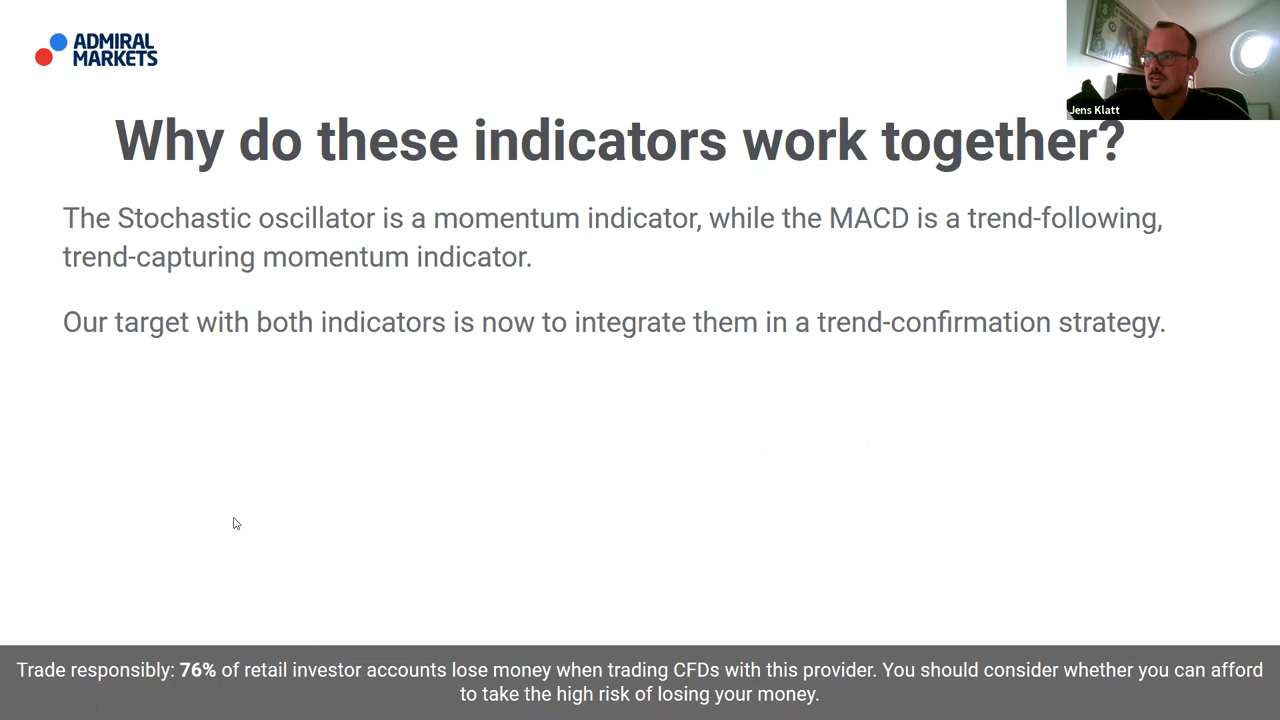 ADMIRAL
MARKETS
Jens Klatt
Why do these indicators work together?
The Stochastic oscillator is a momentum indicator, while the MACD is a trend-following,
trend-capturing momentum indicator.
Our target with both indicators is now to integrate them in a trend-confirmation strategy.
Trade responsibly: 76% of retail investor accounts lose money when trading CFDs with this provider. You should consider whether you can afford
to take the high risk of losing your money.